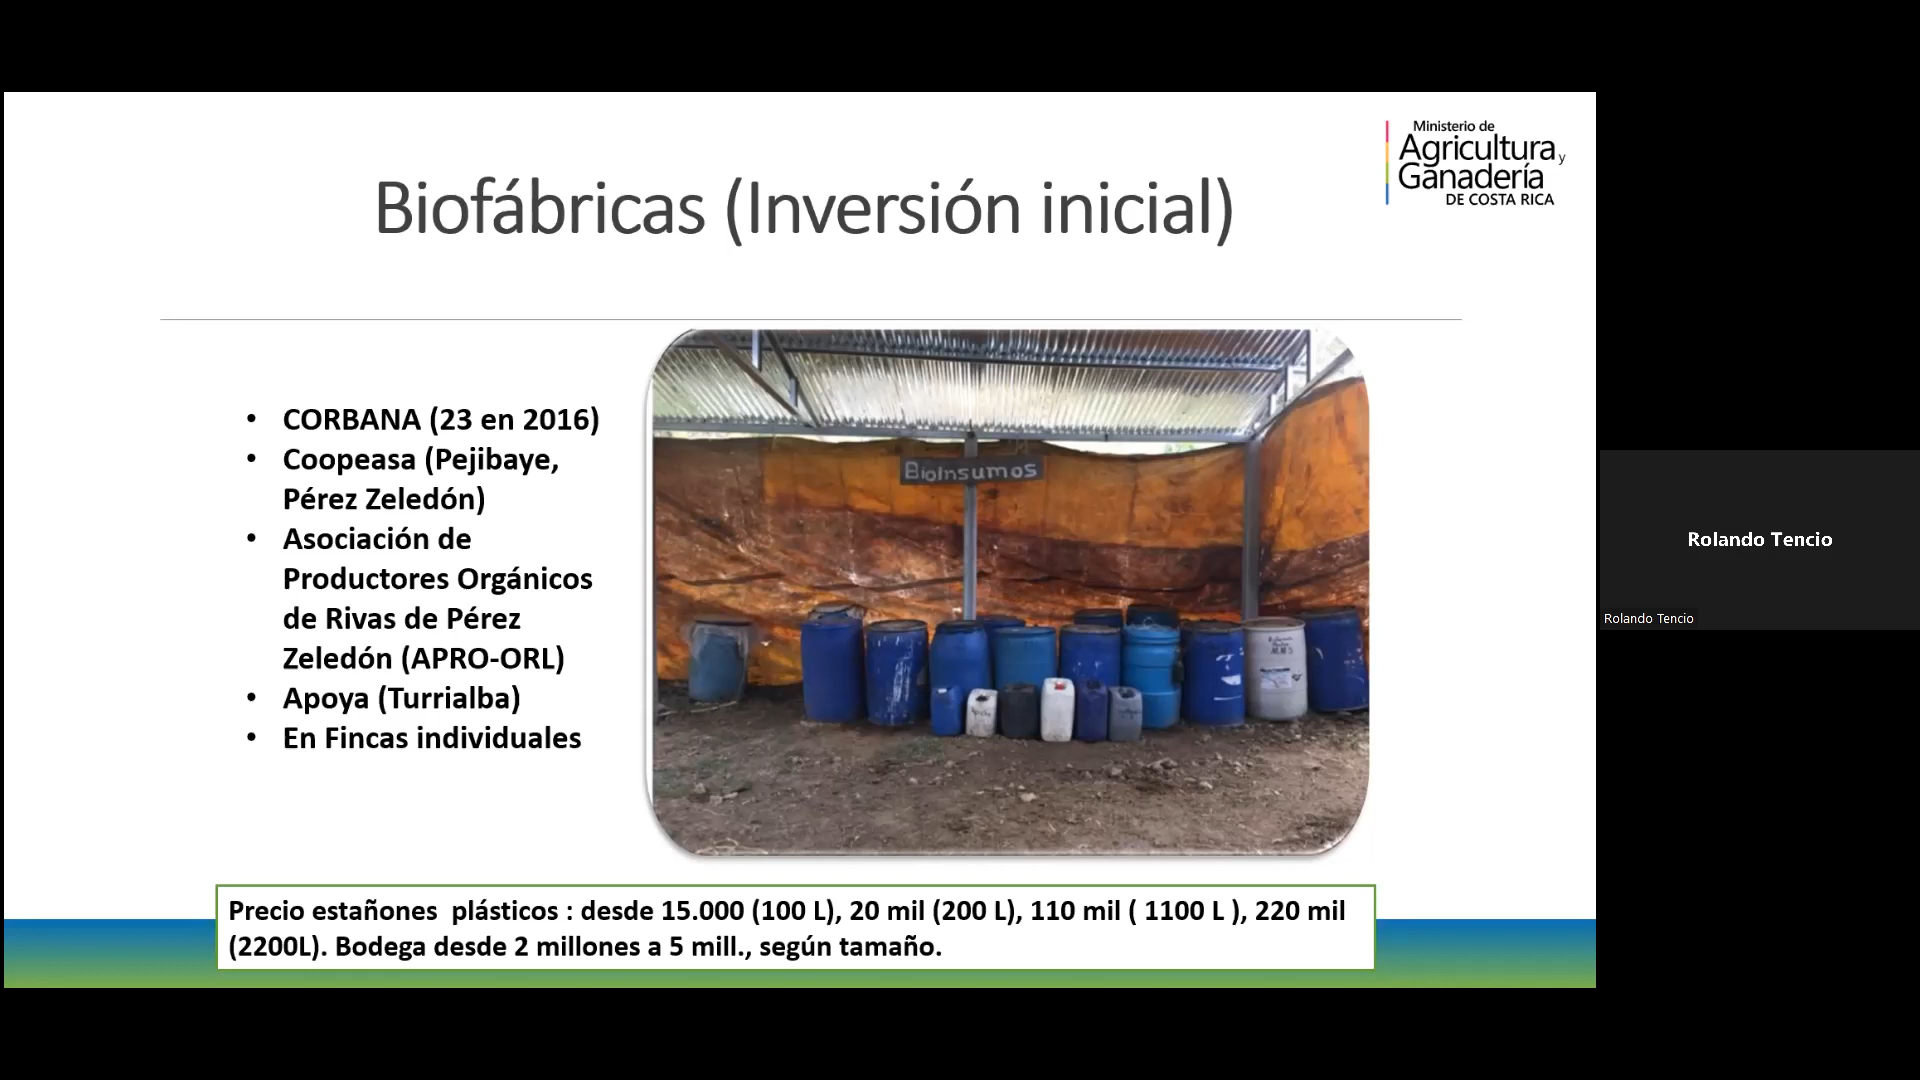 Ministerio de
Agricultura y
Ganadería
DE COSTA RICA
Biofábricas (Inversión inicial)
• CORBANA (23 en 2016)
• Coopeasa (Pejibaye,
Pérez Zeledón)
• Asociación de
Productores Orgánicos
de Rivas de Pérez
Zeledón (APRO-ORL)
• Apoya (Turrialba)
• En Fincas individuales
BioInsumos
Precio estañones plásticos : desde 15.000 (100 L), 20 mil (200 L), 110 mil ( 1100 L ), 220 mil
(2200L). Bodega desde 2 millones a 5 mill., según tamaño.
Rolando Tencio
Rolando Tencio